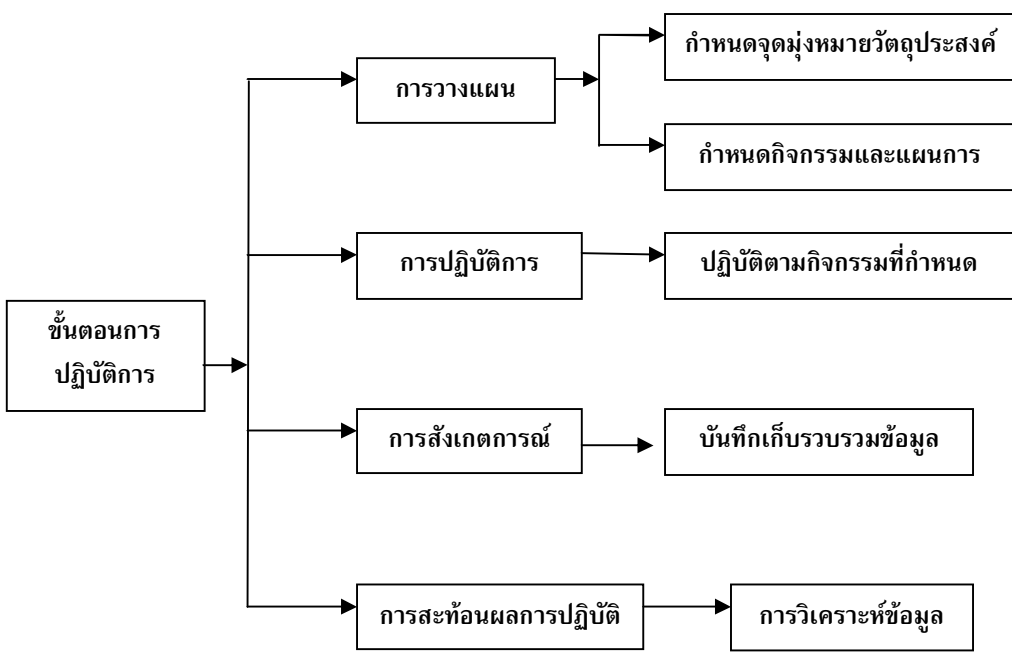 กำหนดจุดมุ่งหมายวัตถุประสงค์
การวางแผน
กำหนดกิจกรรมและแผนการ
การปฏิบัติการ
ปฏิบัติตามกิจกรรมที่กำหนด
ขั้นตอนการ
ปฏิบัติการ
การสังเกตการณ์
บันทึกเก็บรวบรวมข้อมูล
การสะท้อนผลการปฏิบัติ
การวิเคราะห์ข้อมูล